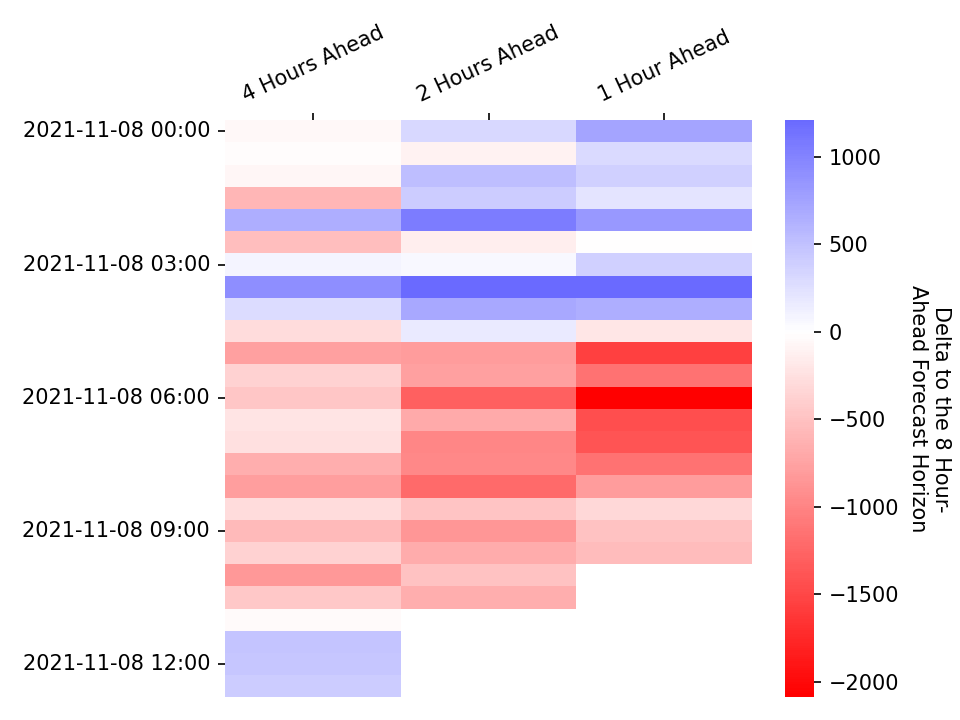 4 Hours Ahead
2 Hours Ahead
1 Hour Ahead
2021-11-08 00:00
2021-11-08 03:00
2021-11-08 06:00
2021-11-08 09:00
2021-11-08 12:00
1000
500
0
−500
−1000
−1500
−2000
Delta to the 8 Hour-
Ahead Forecast Horizon